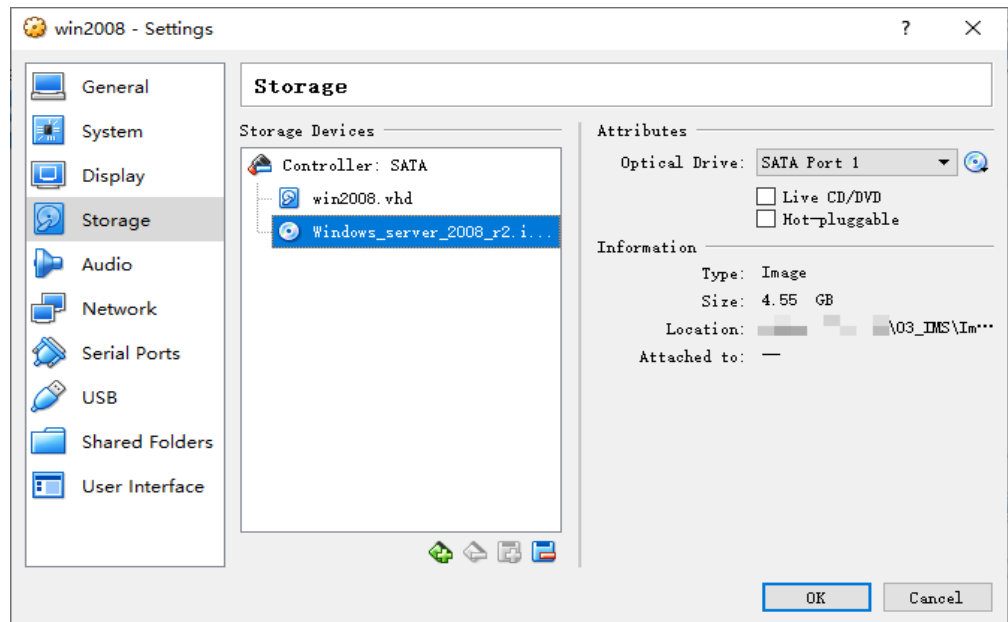 win2008 - Settings
?
General
System
Display
Storage
Audio
Network
Serial Ports
USB
Shared Folders
User Interface
Storage
Storage Devices
Controller: SATA
win2008.vhd
Windows_server_2008_r2.i...
Attributes
Optical Drive: SATA Port 1
Live CD/DVD
Hot-pluggable
Information
Type: Image
Size: 4.55 GB
Location: \03_IMS\Im...
Attached to: —
OK
Cancel